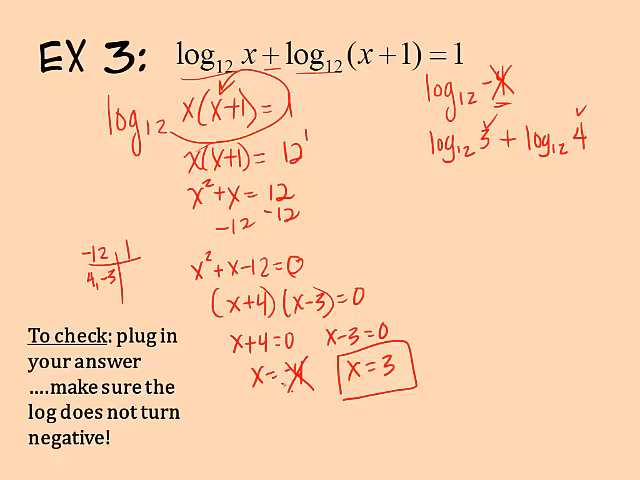 EX 3: log₁₂ x + log₁₂ (x + 1) = 1
log₁₂ x(x+1) = 1
x(x+1) = 12¹
x² + x = 12
-12 -12
x² + x - 12 = 0
(x+4)(x-3) = 0
x+4 = 0 x-3 = 0
x = -4 x = 3
log₁₂ -4
log₁₂ 3 + log₁₂ 4
-12, 1
4, -3
To check: plug in
your answer
....make sure the
log does not turn
negative!